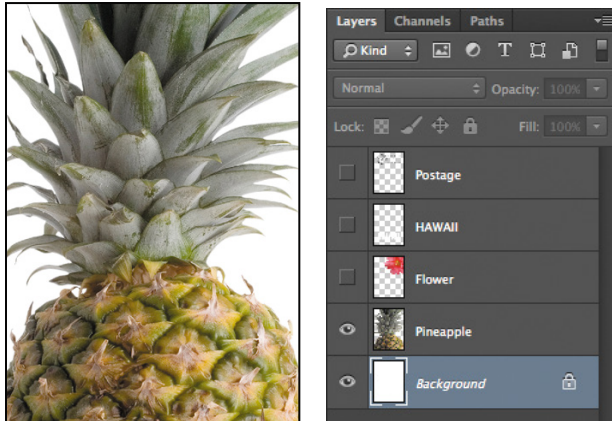 Layers Channels Paths
Kind T
Normal Opacity: 100%
Lock: Fill: 100%
Postage
HAWAII
Flower
Pineapple
Background